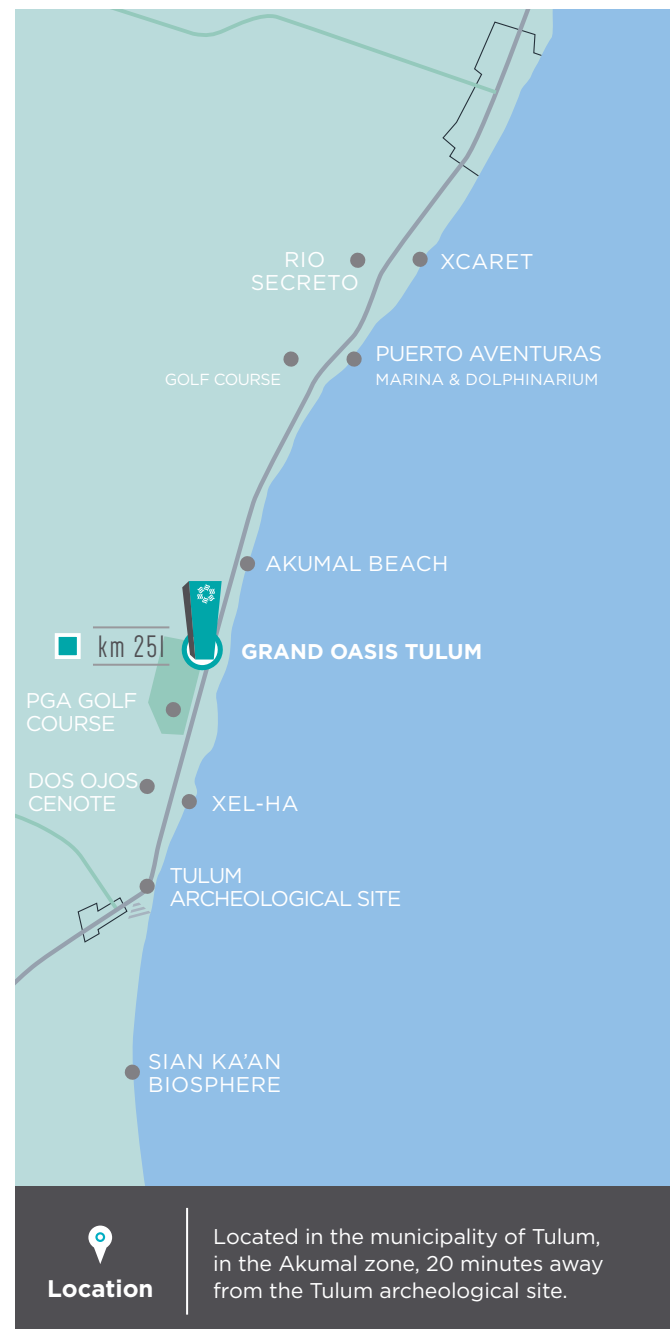 RIO
SECRETO
XCARET
PUERTO AVENTURAS
MARINA & DOLPHINARIUM
GOLF COURSE
AKUMAL BEACH
km 251
GRAND OASIS TULUM
PGA GOLF
COURSE
DOS OJOS
CENOTE
XEL-HA
TULUM
ARCHEOLOGICAL SITE
SIAN KA'AN
BIOSPHERE
Location
Located in the municipality of Tulum,
in the Akumal zone, 20 minutes away
from the Tulum archeological site.